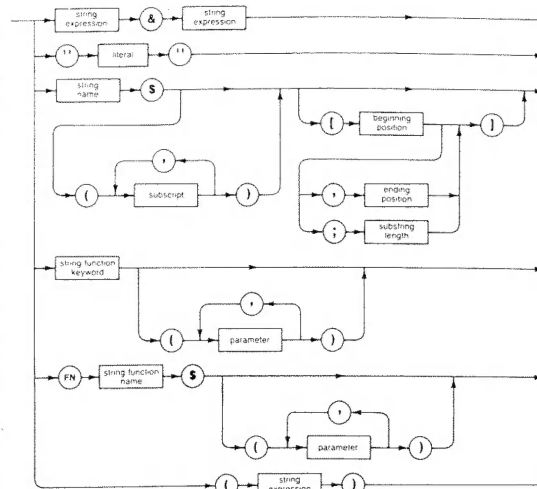 string expression & string expression
" literal "
string name $
[ beginning position ]
,
( subscript )
, ending position
; substring length
string function keyword
,
( parameter )
FN string function name $
,
( parameter )
( string expression )